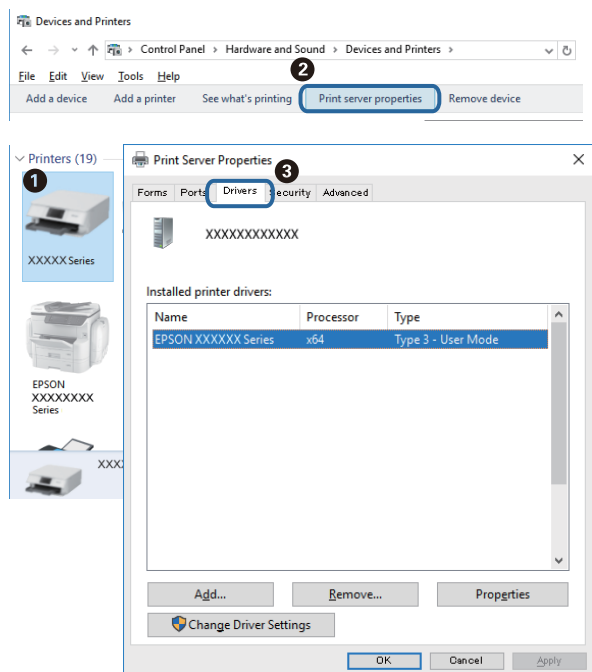 Devices and Printers
Control Panel > Hardware and Sound > Devices and Printers >
2
File Edit View Tools Help
Add a device Add a printer See what's printing Print server properties Remove device
Printers (19)
1
XXXXX Series
EPSON
XXXXXXXX
Series
XXX
Print Server Properties
3
Forms Ports Drivers Security Advanced
XXXXXXXXXXXX
Installed printer drivers:
Name Processor Type
EPSON XXXXXX Series x64 Type 3 - User Mode
Add... Remove... Properties
Change Driver Settings
OK Cancel Apply